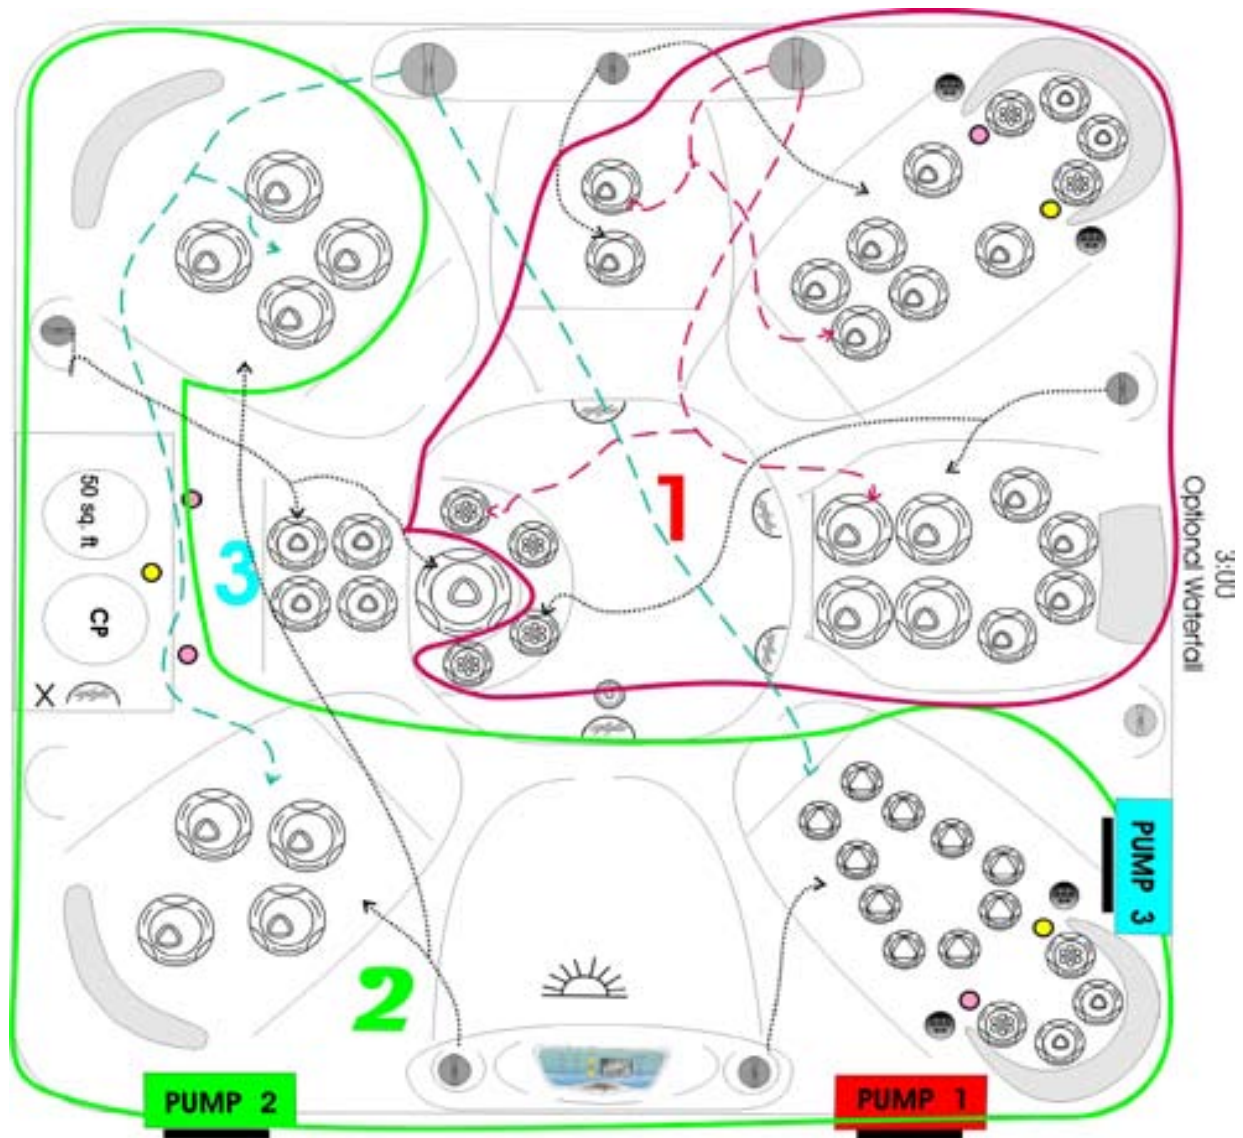 1
50 sq. ft
3
CP
X
3:00
Optional Waterfall
PUMP 3
2
PUMP 2
PUMP 1